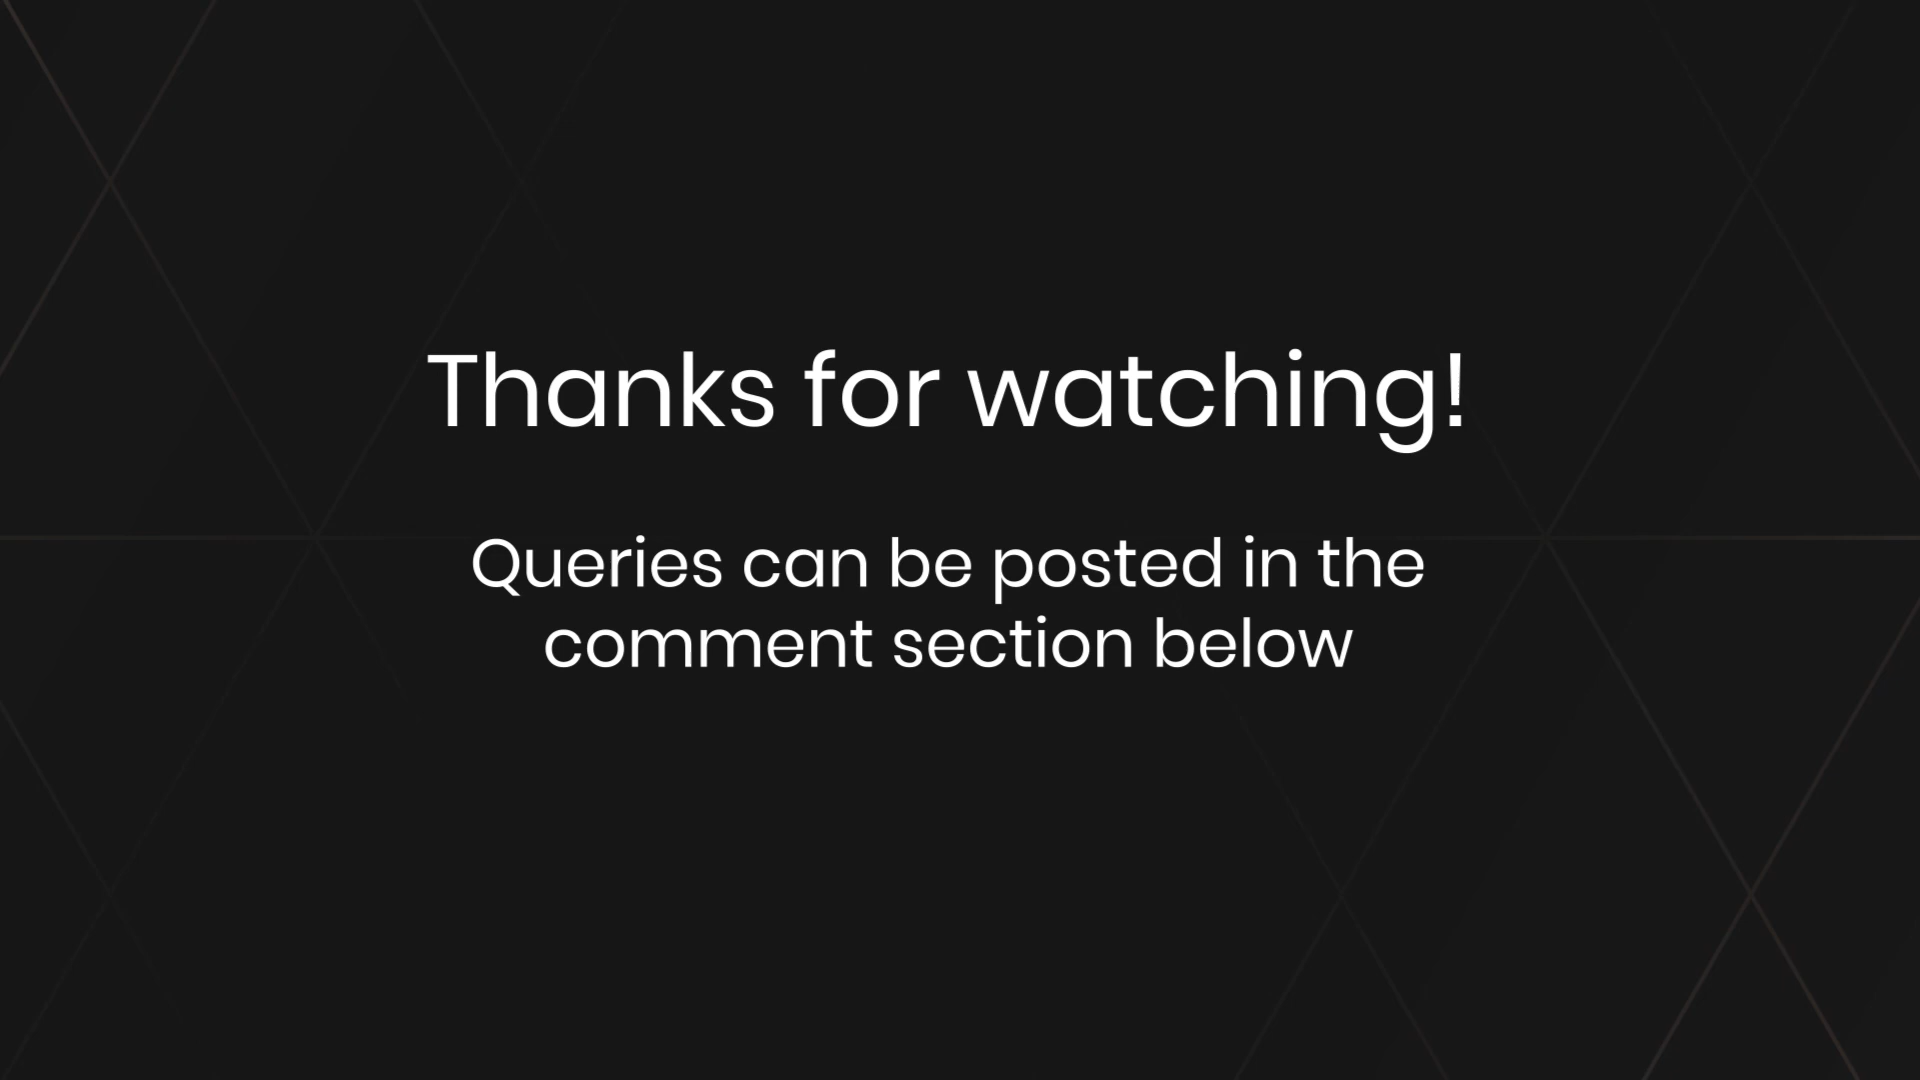 Thanks for watching!
Queries can be posted in the
comment section below